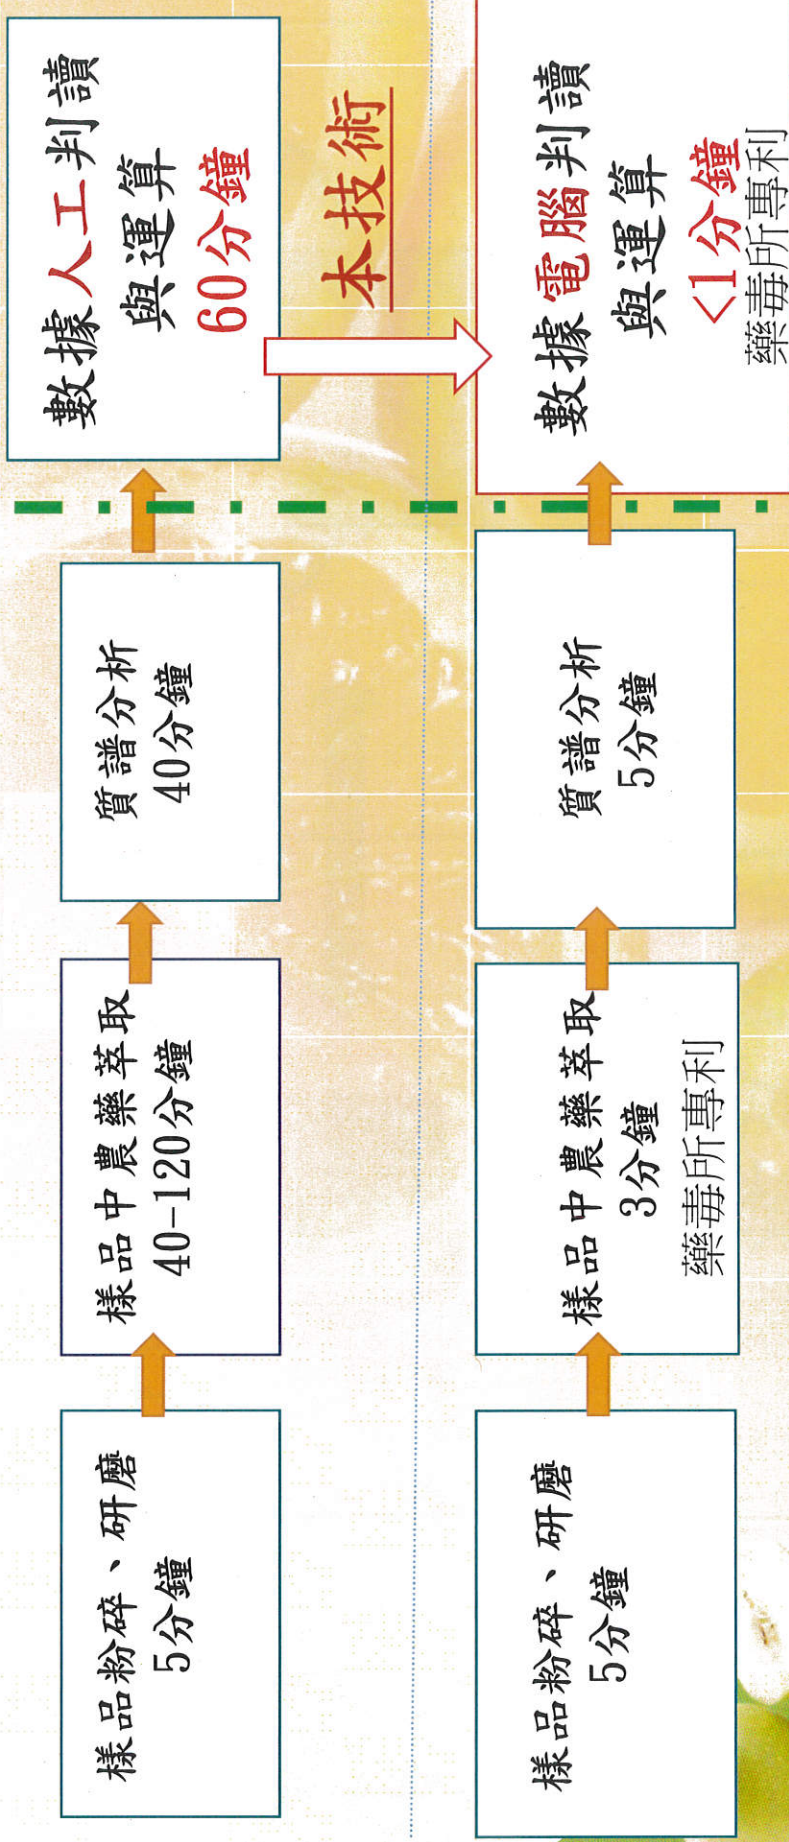 樣品粉碎、研磨
5分鐘
樣品中農藥萃取
40-120分鐘
質譜分析
40分鐘
數據人工判讀
與運算
60分鐘
本技術
樣品粉碎、研磨
5分鐘
樣品中農藥萃取
3分鐘
藥毒所專利
質譜分析
5分鐘
數據電腦判讀
與運算
<1分鐘
藥毒所專利